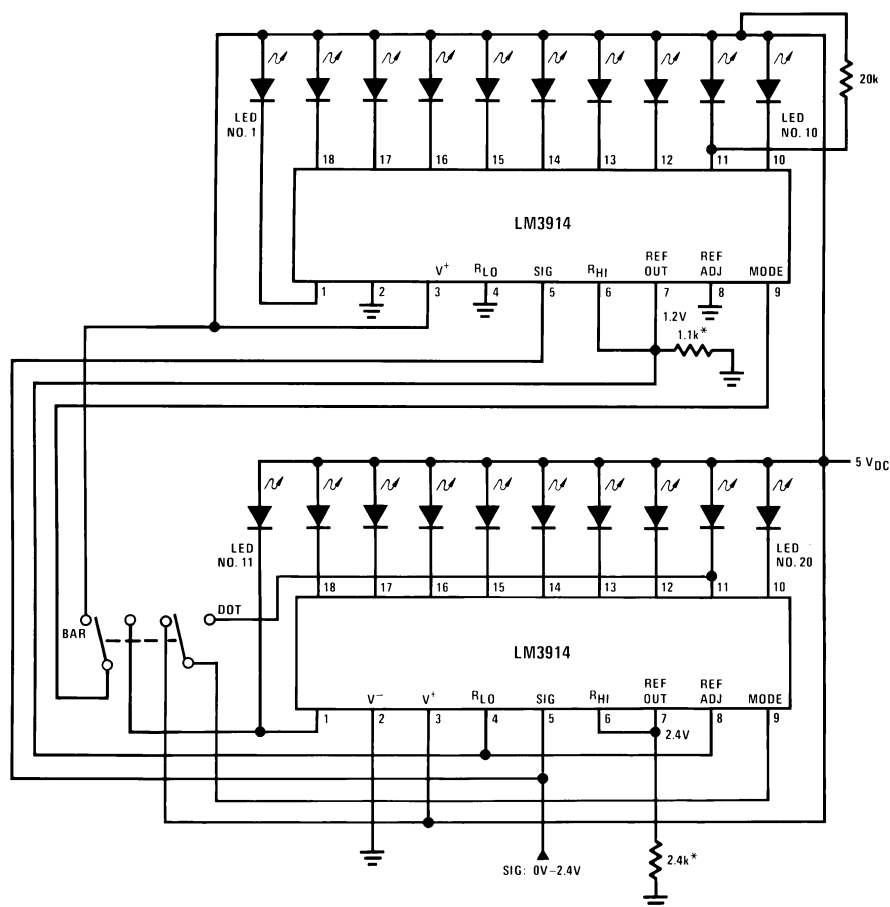 20k
LED
NO. 1
LED
NO. 10
18 17 16 15 14 13 12 11 10
LM3914
V+ RLO SIG RHI REF OUT REF ADJ MODE
1 2 3 4 5 6 7 8 9
1.2V
1.1k*
5 VDC
LED
NO. 11
LED
NO. 20
18 17 16 15 14 13 12 11 10
DOT
BAR
LM3914
V− V+ RLO SIG RHI REF OUT REF ADJ MODE
1 2 3 4 5 6 7 8 9
2.4V
2.4k*
SIG: 0V–2.4V